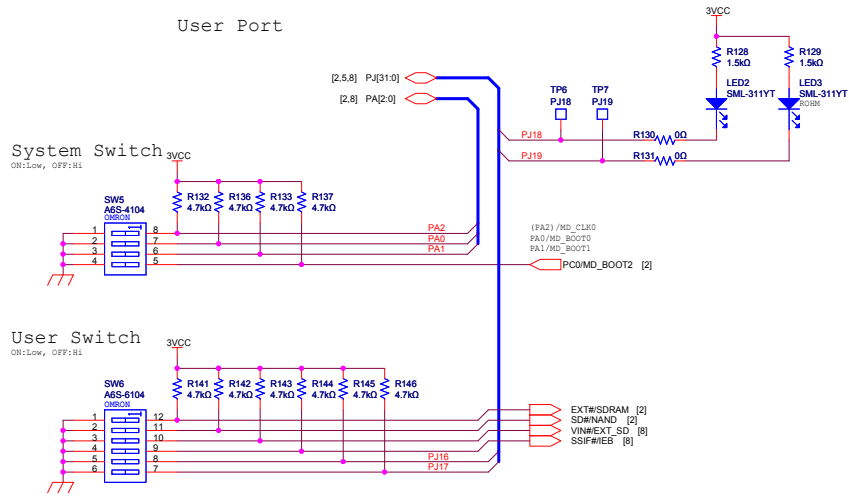 User Port
3VCC
R128
1.5kΩ
R129
1.5kΩ
LED2
SML-311YT
LED3
SML-311YT
ROHM
[2,5,8] PJ[31:0]
[2,8] PA[2:0]
TP6
PJ18
TP7
PJ19
PJ18
R130 0Ω
PJ19
R131 0Ω
System Switch
ON:Low, OFF:Hi
3VCC
SW5
A6S-4104
OMRON
R132
4.7kΩ
R136
4.7kΩ
R133
4.7kΩ
R137
4.7kΩ
1 8 PA2
2 7 PA0
3 6 PA1
4 5
(PA2)/MD_CLK0
PA0/MD_BOOT0
PA1/MD_BOOT1
PC0/MD_BOOT2 [2]
User Switch
ON:Low, OFF:Hi
3VCC
SW6
A6S-6104
OMRON
R141
4.7kΩ
R142
4.7kΩ
R143
4.7kΩ
R144
4.7kΩ
R145
4.7kΩ
R146
4.7kΩ
1 12
2 11
3 10
4 9
5 8 PJ16
6 7 PJ17
EXT#/SDRAM [2]
SD#/NAND [2]
VIN#/EXT_SD [8]
SSIF#/IEB [8]